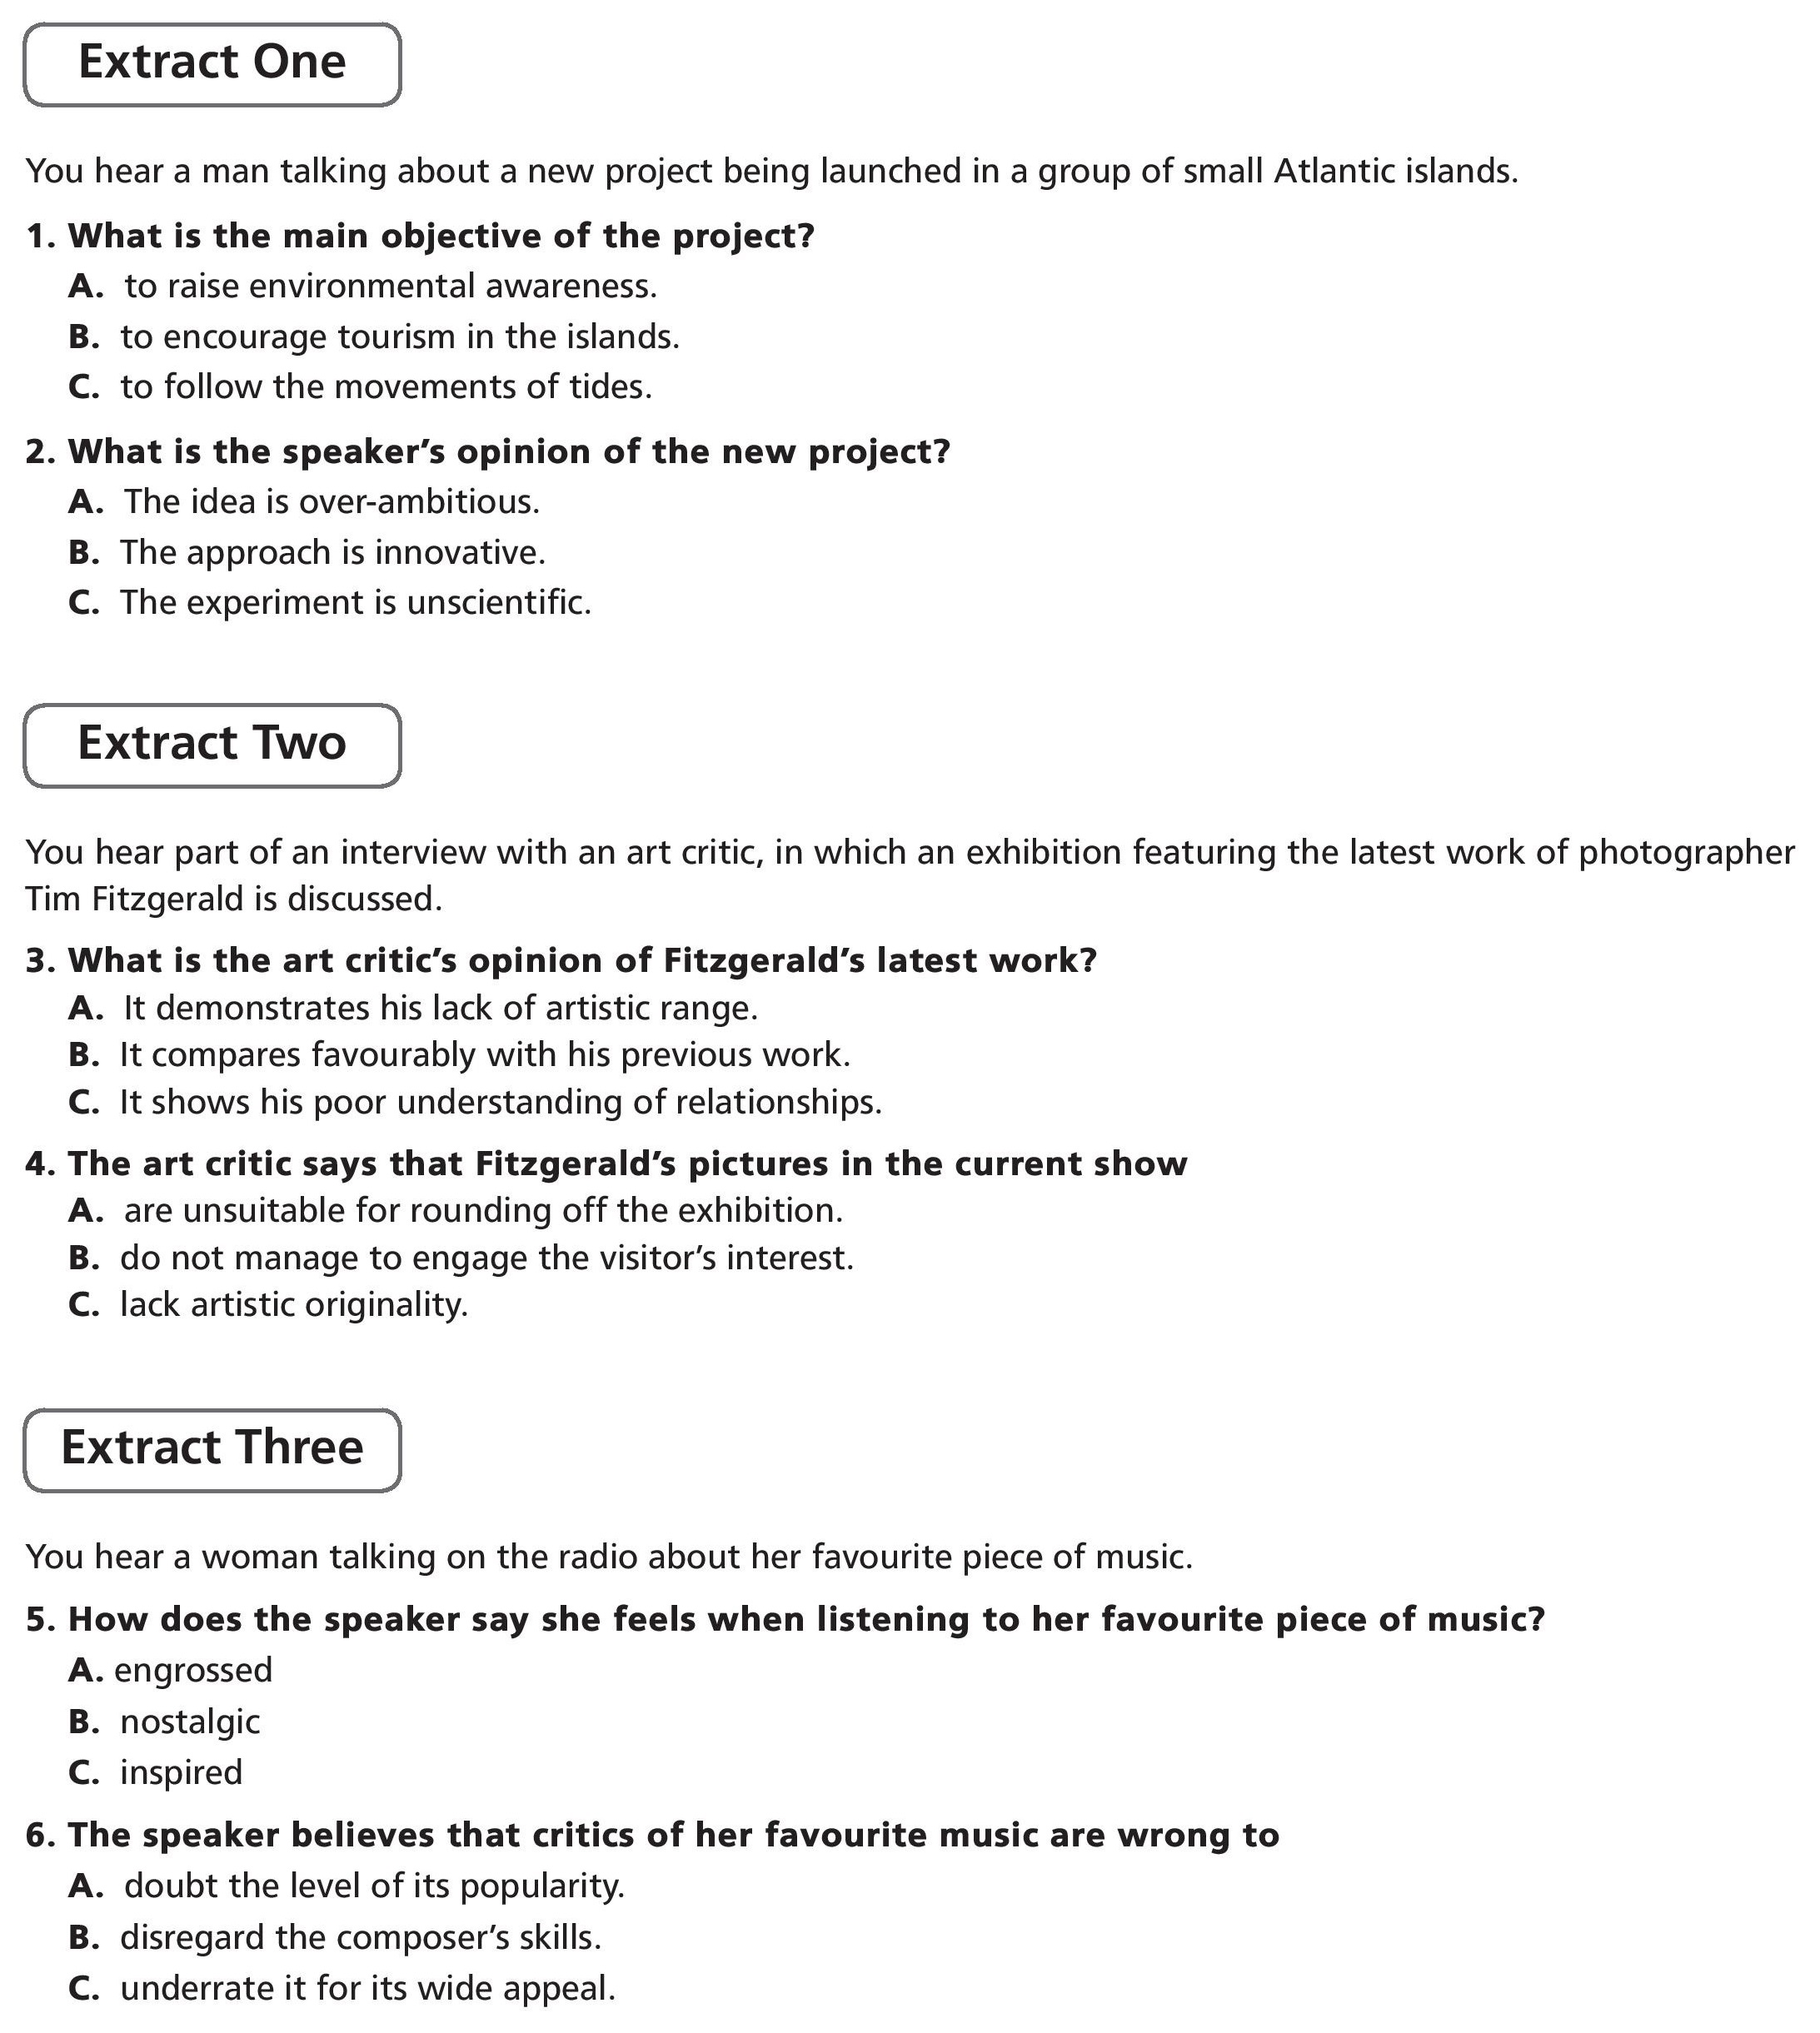 Extract One
You hear a man talking about a new project being launched in a group of small Atlantic islands.
1. What is the main objective of the project?
A. to raise environmental awareness.
B. to encourage tourism in the islands.
C. to follow the movements of tides.
2. What is the speaker’s opinion of the new project?
A. The idea is over-ambitious.
B. The approach is innovative.
C. The experiment is unscientific.
Extract Two
You hear part of an interview with an art critic, in which an exhibition featuring the latest work of photographer
Tim Fitzgerald is discussed.
3. What is the art critic’s opinion of Fitzgerald’s latest work?
A. It demonstrates his lack of artistic range.
B. It compares favourably with his previous work.
C. It shows his poor understanding of relationships.
4. The art critic says that Fitzgerald’s pictures in the current show
A. are unsuitable for rounding off the exhibition.
B. do not manage to engage the visitor’s interest.
C. lack artistic originality.
Extract Three
You hear a woman talking on the radio about her favourite piece of music.
5. How does the speaker say she feels when listening to her favourite piece of music?
A. engrossed
B. nostalgic
C. inspired
6. The speaker believes that critics of her favourite music are wrong to
A. doubt the level of its popularity.
B. disregard the composer’s skills.
C. underrate it for its wide appeal.